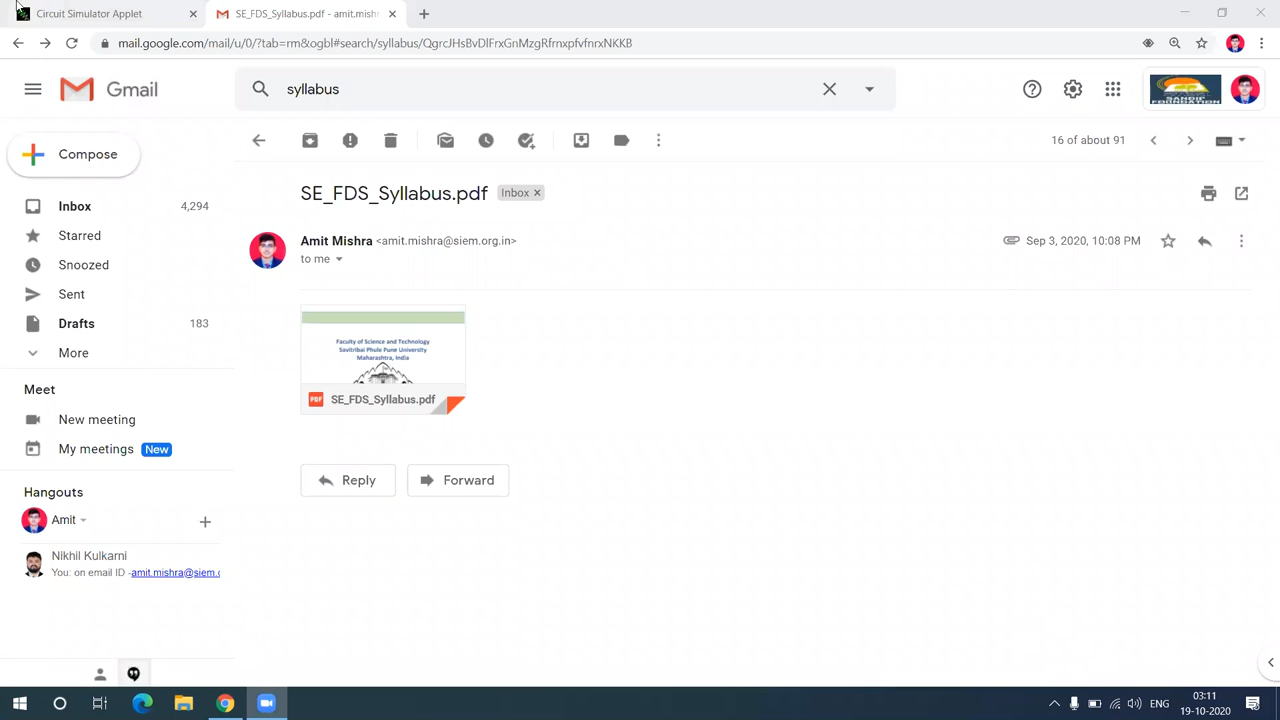 Circuit Simulator Applet
SE_FDS_Syllabus.pdf - amit.mish
mail.google.com/mail/u/0/?tab=rm&ogbl#search/syllabus/QgrcJHsBvDlFrxGnMzgRfrnxpfvfnrxNKKB
Gmail
syllabus
SANDIP
FOUNDATION
Compose
16 of about 91
SE_FDS_Syllabus.pdf
Inbox
Inbox 4,294
Starred
Snoozed
Sent
Drafts 183
More
Amit Mishra <amit.mishra@siem.org.in>
Sep 3, 2020, 10:08 PM
to me
Faculty of Science and Technology
Savitribai Phule Pune University
Maharashtra, India
PDF SE_FDS_Syllabus.pdf
Meet
New meeting
My meetings New
Reply
Forward
Hangouts
Amit
Nikhil Kulkarni
You: on email ID -amit.mishra@siem.c
ENG
03:11
19-10-2020